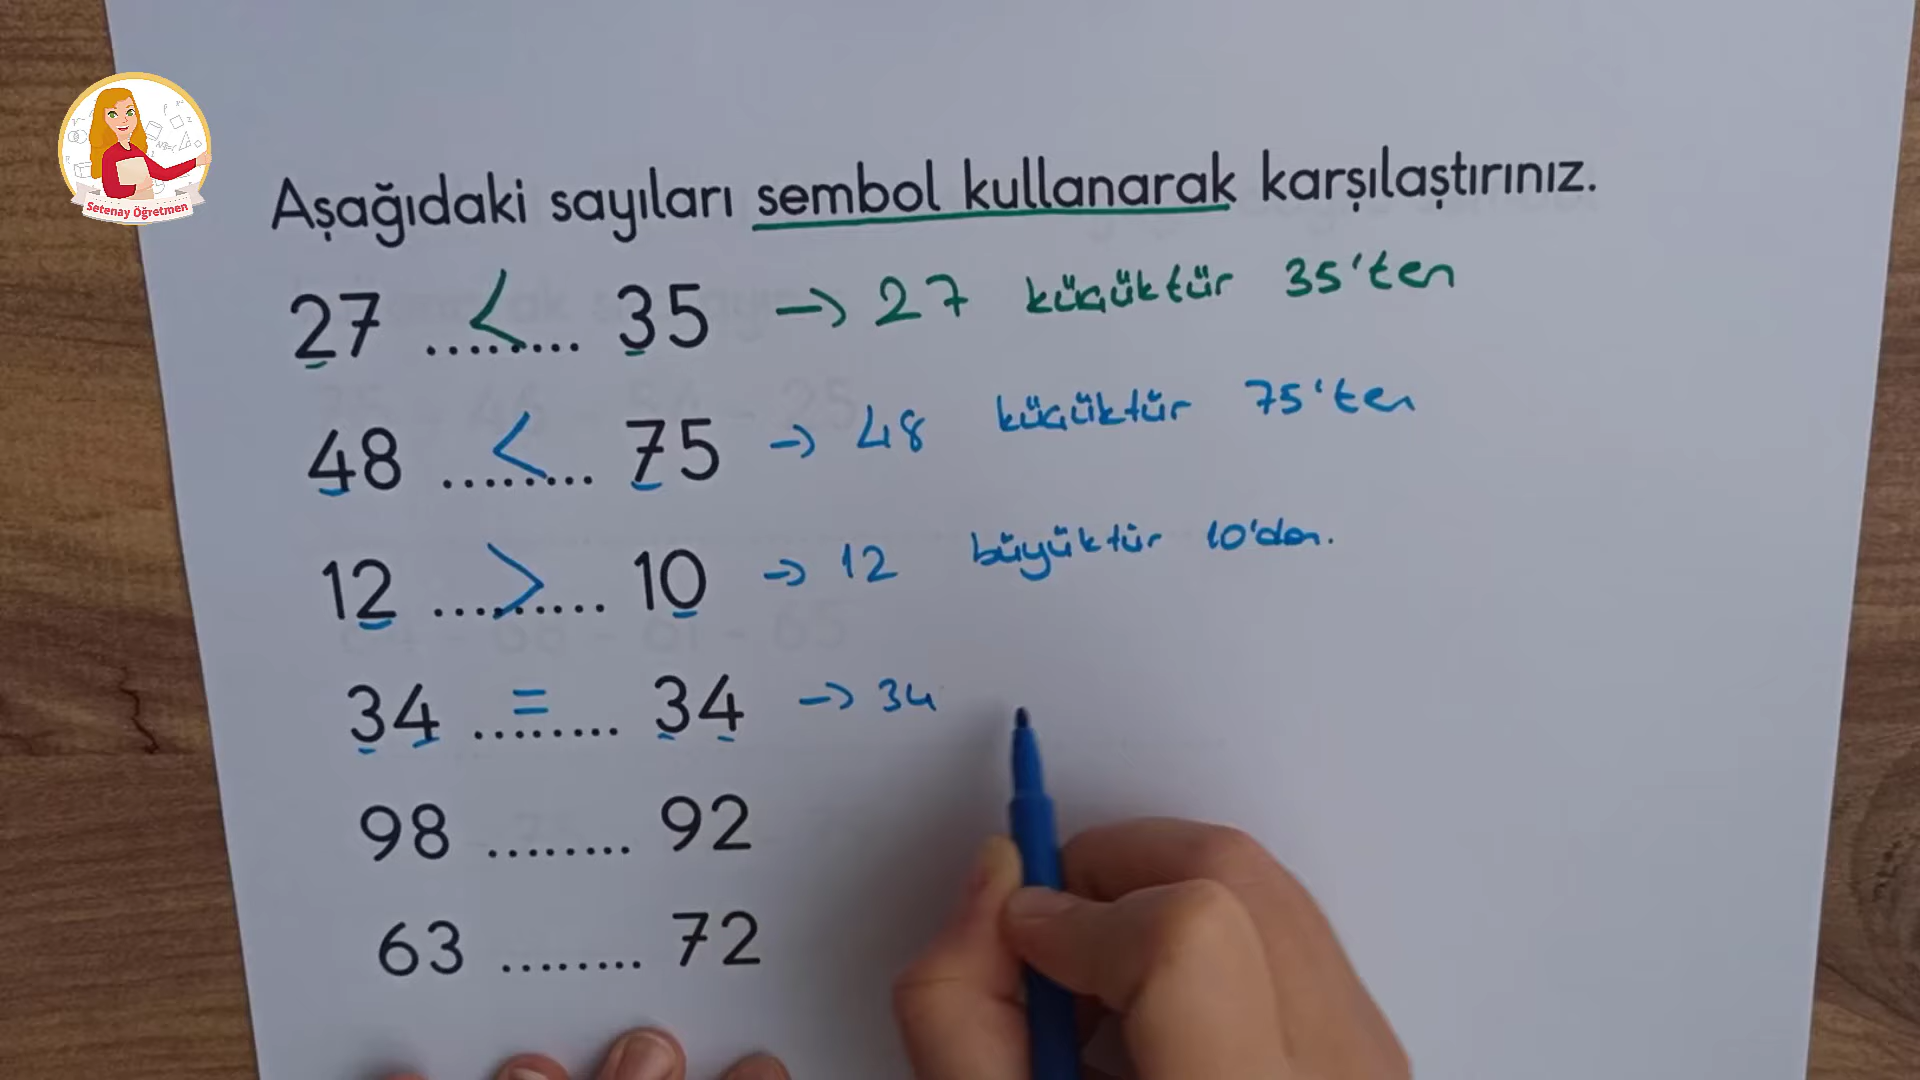 Setenay Öğretmen
Aşağıdaki sayıları sembol kullanarak karşılaştırınız.
27 ...<..... 35 → 27 küçüktür 35'ten
48 ...<..... 75 → 48 küçüktür 75'ten
12 ...>..... 10 → 12 büyüktür 10'dan.
34 ...=..... 34 → 34
98 ........ 92
63 ........ 72